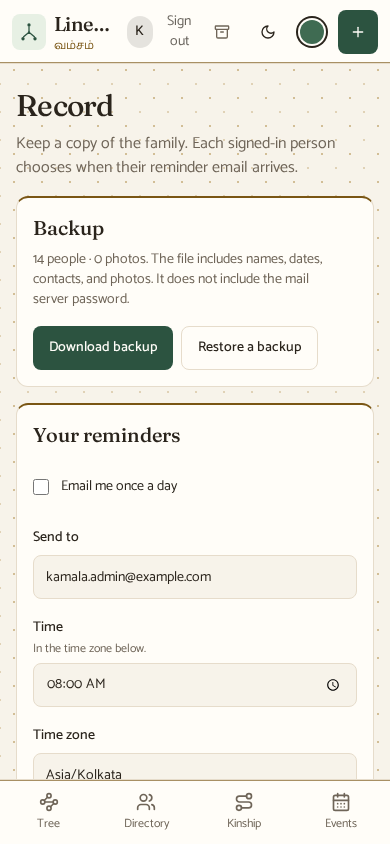 Line...
வம்சம்
K
Sign
out
Record
Keep a copy of the family. Each signed-in person
chooses when their reminder email arrives.
Backup
14 people · 0 photos. The file includes names, dates,
contacts, and photos. It does not include the mail
server password.
Download backup
Restore a backup
Your reminders
Email me once a day
Send to
kamala.admin@example.com
Time
In the time zone below.
08:00 AM
Time zone
Asia/Kolkata
Tree
Directory
Kinship
Events